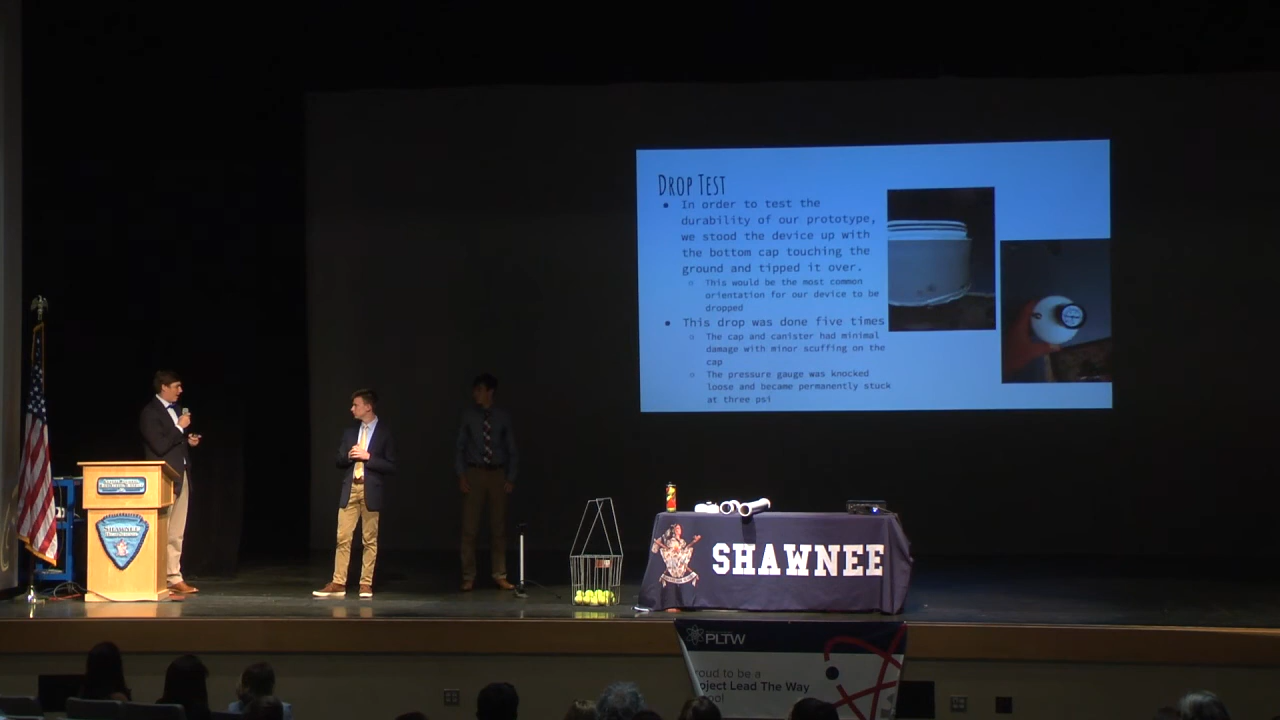 DROP TEST
● In order to test the
durability of our prototype,
we stood the device up with
the bottom cap touching the
ground and tipped it over.
○ This would be the most common
orientation for our device to be
dropped
● This drop was done five times
○ The cap and canister had minimal
damage with minor scuffing on the
cap
○ The pressure gauge was knocked
loose and became permanently stuck
at three psi
SHAWNEE
SHAWNEE
PLTW
oud to be a
oject Lead The Way
ool